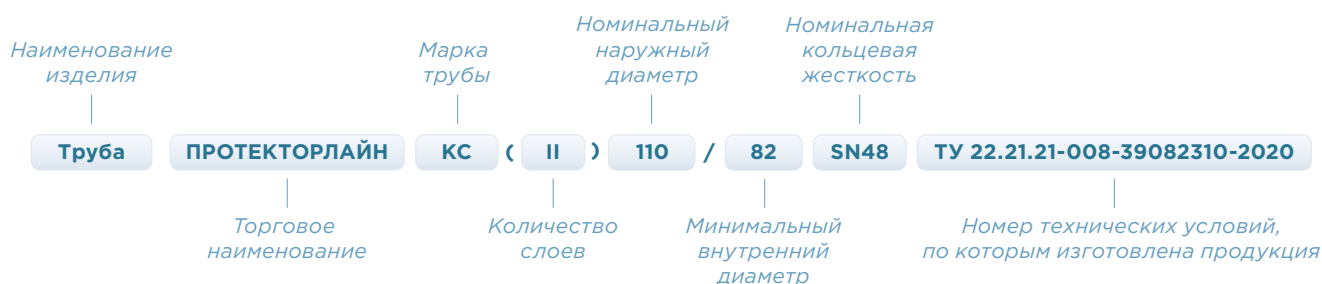 Наименование
изделия
Марка
трубы
Номинальный
наружный
диаметр
Номинальная
кольцевая
жесткость
Труба ПРОТЕКТОРЛАЙН КС ( II ) 110 / 82 SN48 ТУ 22.21.21-008-39082310-2020
Торговое
наименование
Количество
слоев
Минимальный
внутренний
диаметр
Номер технических условий,
по которым изготовлена продукция